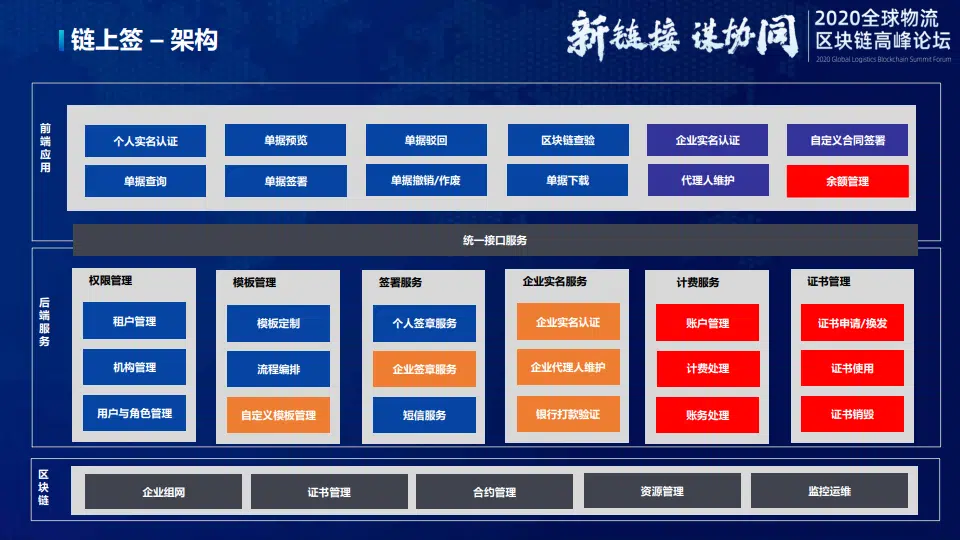 链上签 – 架构
新链接 谋协同
2020全球物流
区块链高峰论坛
2020 Global Logistics Blockchain Summit Forum
前端应用
个人实名认证
单据预览
单据驳回
区块链查验
企业实名认证
自定义合同签署
单据查询
单据签署
单据撤销/作废
单据下载
代理人维护
余额管理
统一接口服务
后端服务
权限管理
租户管理
机构管理
用户与角色管理
模板管理
模板定制
流程编排
自定义模板管理
签署服务
个人签章服务
企业签章服务
短信服务
企业实名服务
企业实名认证
企业代理人维护
银行打款验证
计费服务
账户管理
计费处理
账务处理
证书管理
证书申请/换发
证书使用
证书销毁
区块链
企业组网
证书管理
合约管理
资源管理
监控运维